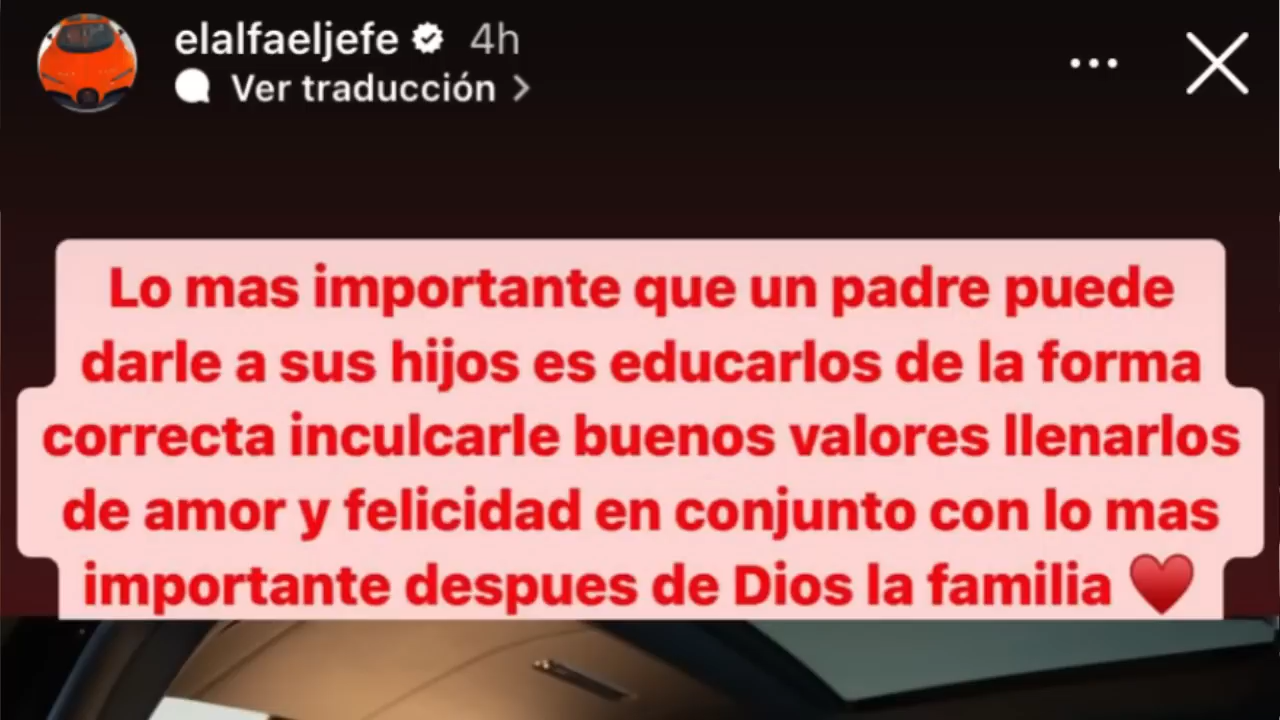 elalfaeljefe 4h
Ver traducción >
Lo mas importante que un padre puede
darle a sus hijos es educarlos de la forma
correcta inculcarle buenos valores llenarlos
de amor y felicidad en conjunto con lo mas
importante despues de Dios la familia ♥️